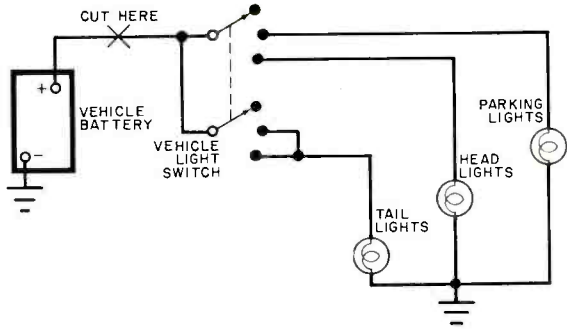 CUT HERE
+
VEHICLE
BATTERY
-
VEHICLE
LIGHT
SWITCH
PARKING
LIGHTS
HEAD
LIGHTS
TAIL
LIGHTS